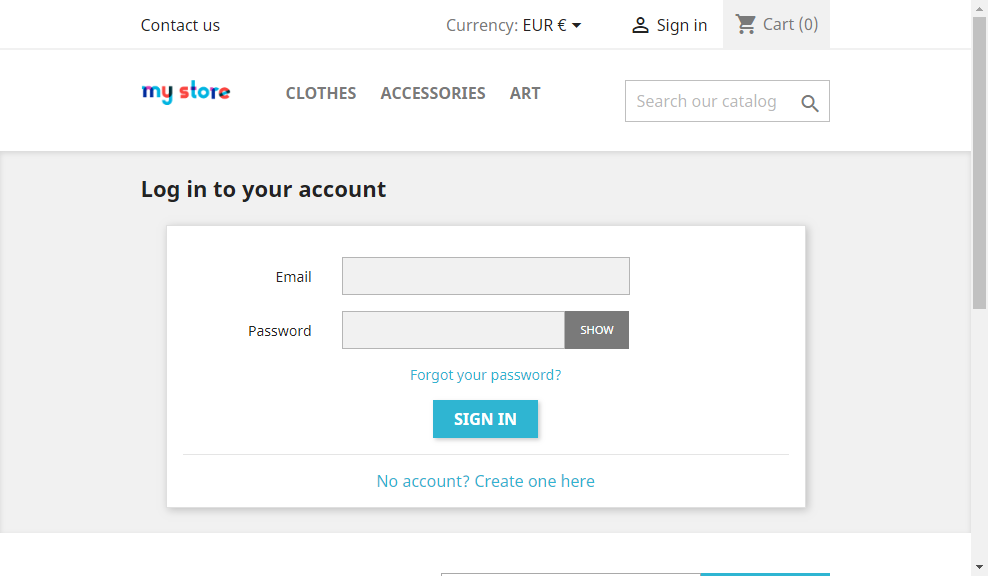 Contact us
Currency: EUR €
Sign in
Cart (0)
my store
CLOTHES
ACCESSORIES
ART
Search our catalog
Log in to your account
Email
Password
SHOW
Forgot your password?
SIGN IN
No account? Create one here